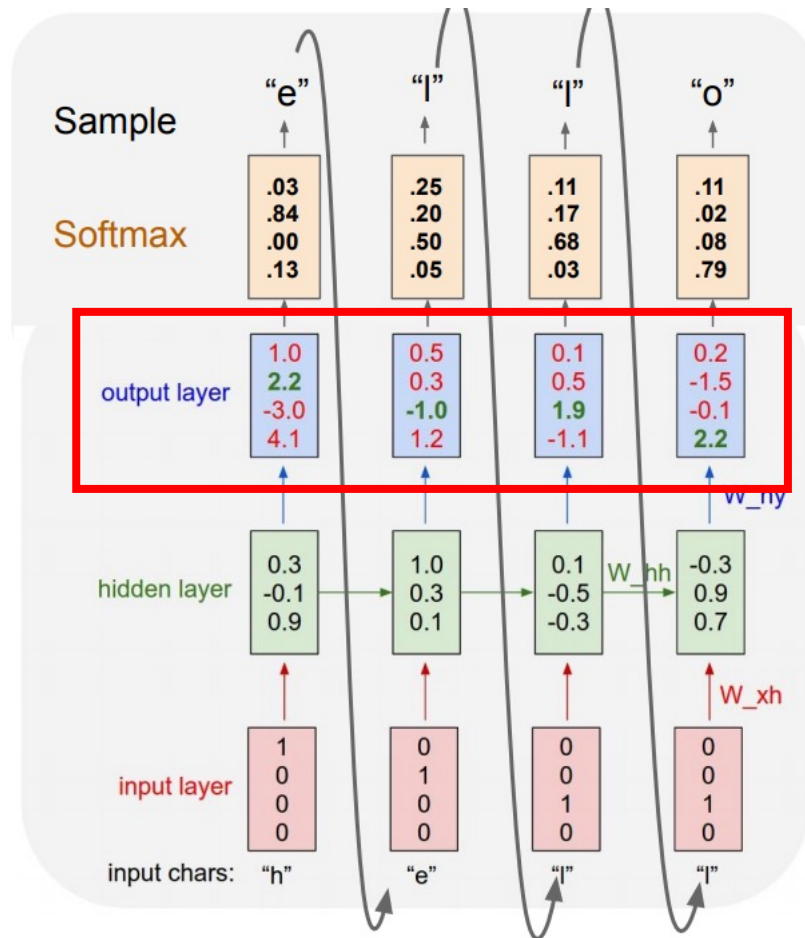 “e” “l” “l” “o”
Sample
.03 .25 .11 .11
.84 .20 .17 .02
.00 .50 .68 .08
.13 .05 .03 .79
Softmax
1.0 0.5 0.1 0.2
2.2 0.3 0.5 -1.5
-3.0 -1.0 1.9 -0.1
4.1 1.2 -1.1 2.2
output layer
W_hy
0.3 1.0 0.1 -0.3
-0.1 0.3 -0.5 0.9
0.9 0.1 -0.3 0.7
hidden layer
W_hh
W_xh
1 0 0 0
0 1 0 0
0 0 1 1
0 0 0 0
input layer
input chars: “h” “e” “l” “l”